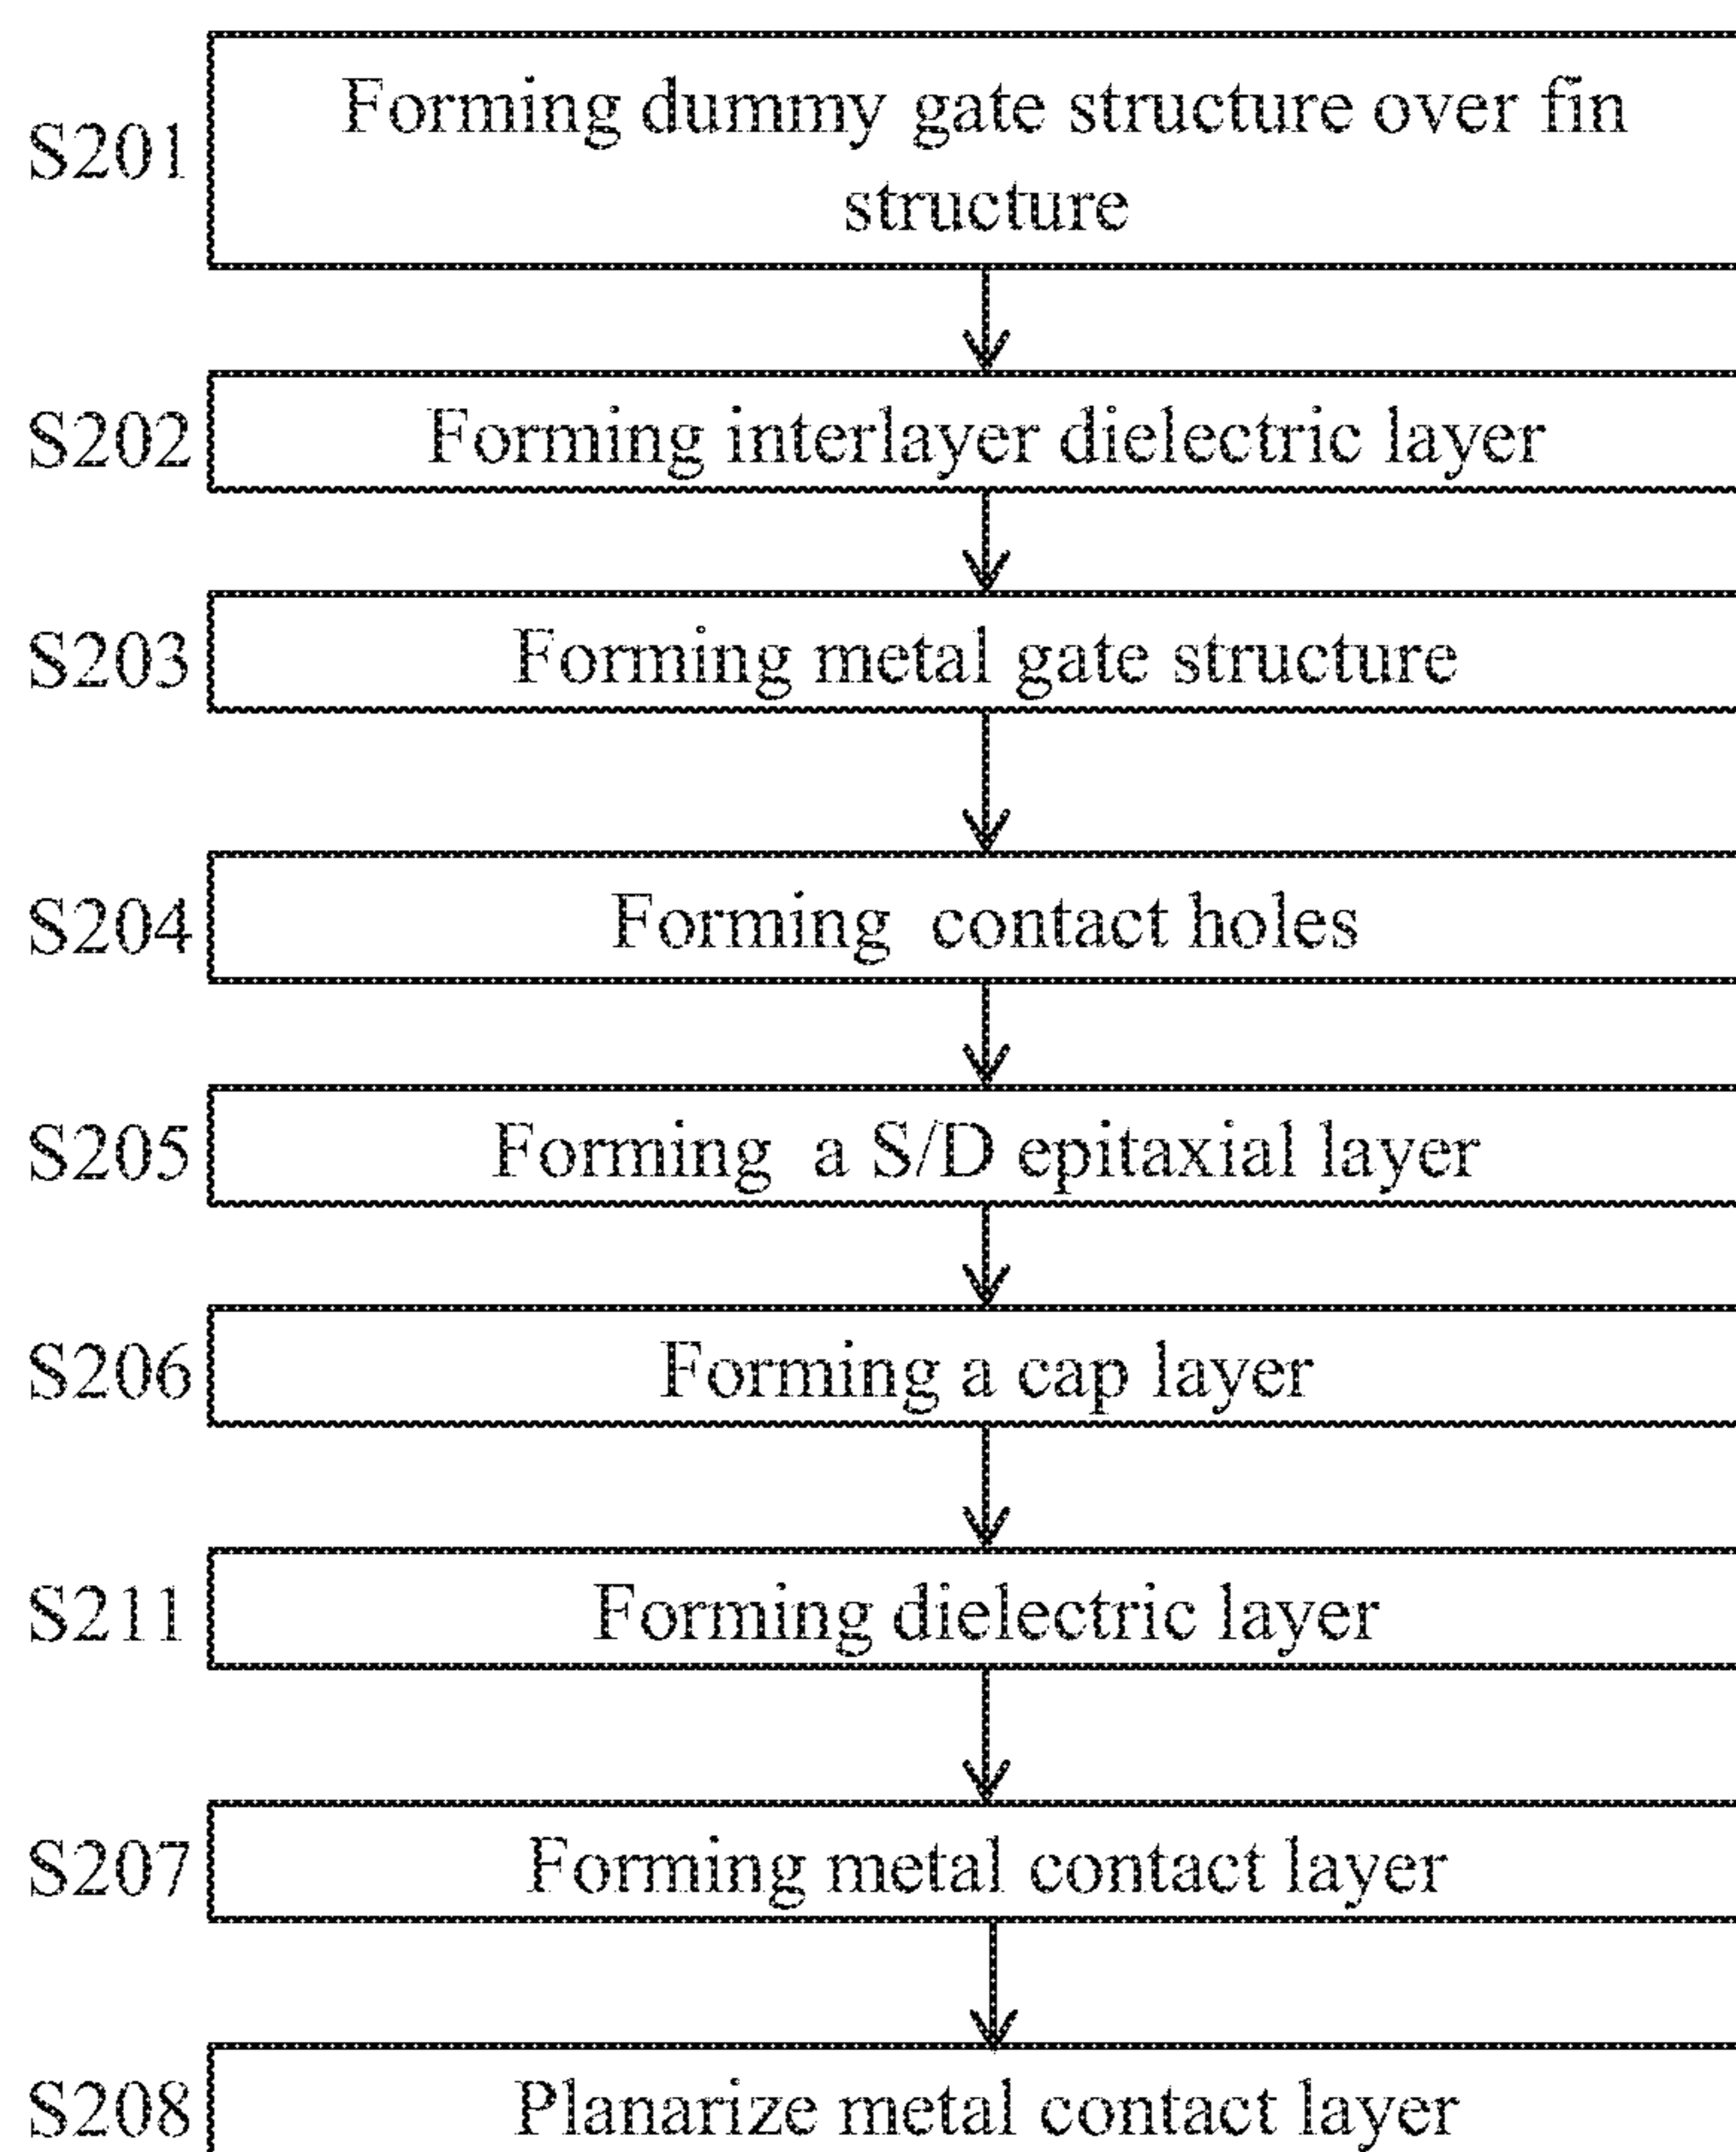 S201
Forming dummy gate structure over fin
structure
S202
Forming interlayer dielectric layer
S203
Forming metal gate structure
S204
Forming contact holes
S205
Forming a S/D epitaxial layer
S206
Forming a cap layer
S211
Forming dielectric layer
S207
Forming metal contact layer
S208
Planarize metal contact layer